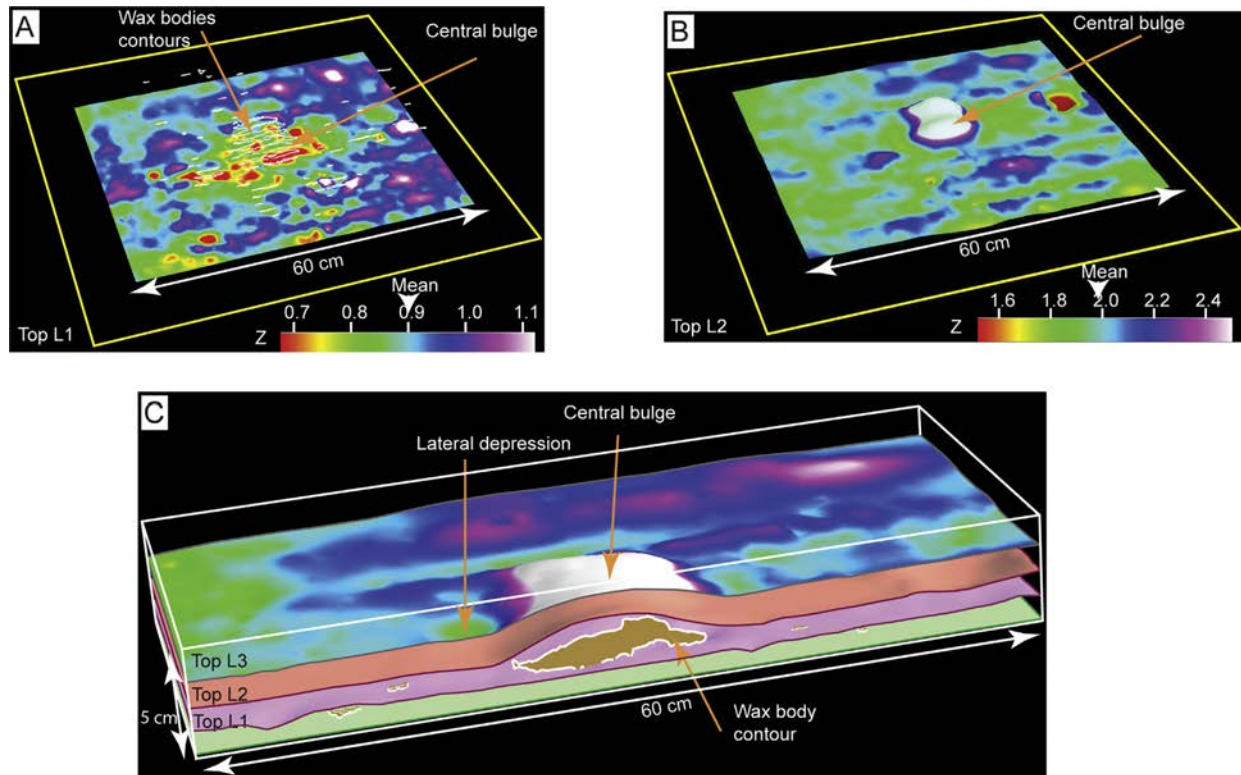 A
Wax bodies
contours
Central bulge
60 cm
Mean
0.7 0.8 0.9 1.0 1.1
Z
Top L1
B
Central bulge
60 cm
Mean
1.6 1.8 2.0 2.2 2.4
Z
Top L2
C
Central bulge
Lateral depression
Top L3
Top L2
Top L1
5 cm
60 cm
Wax body
contour